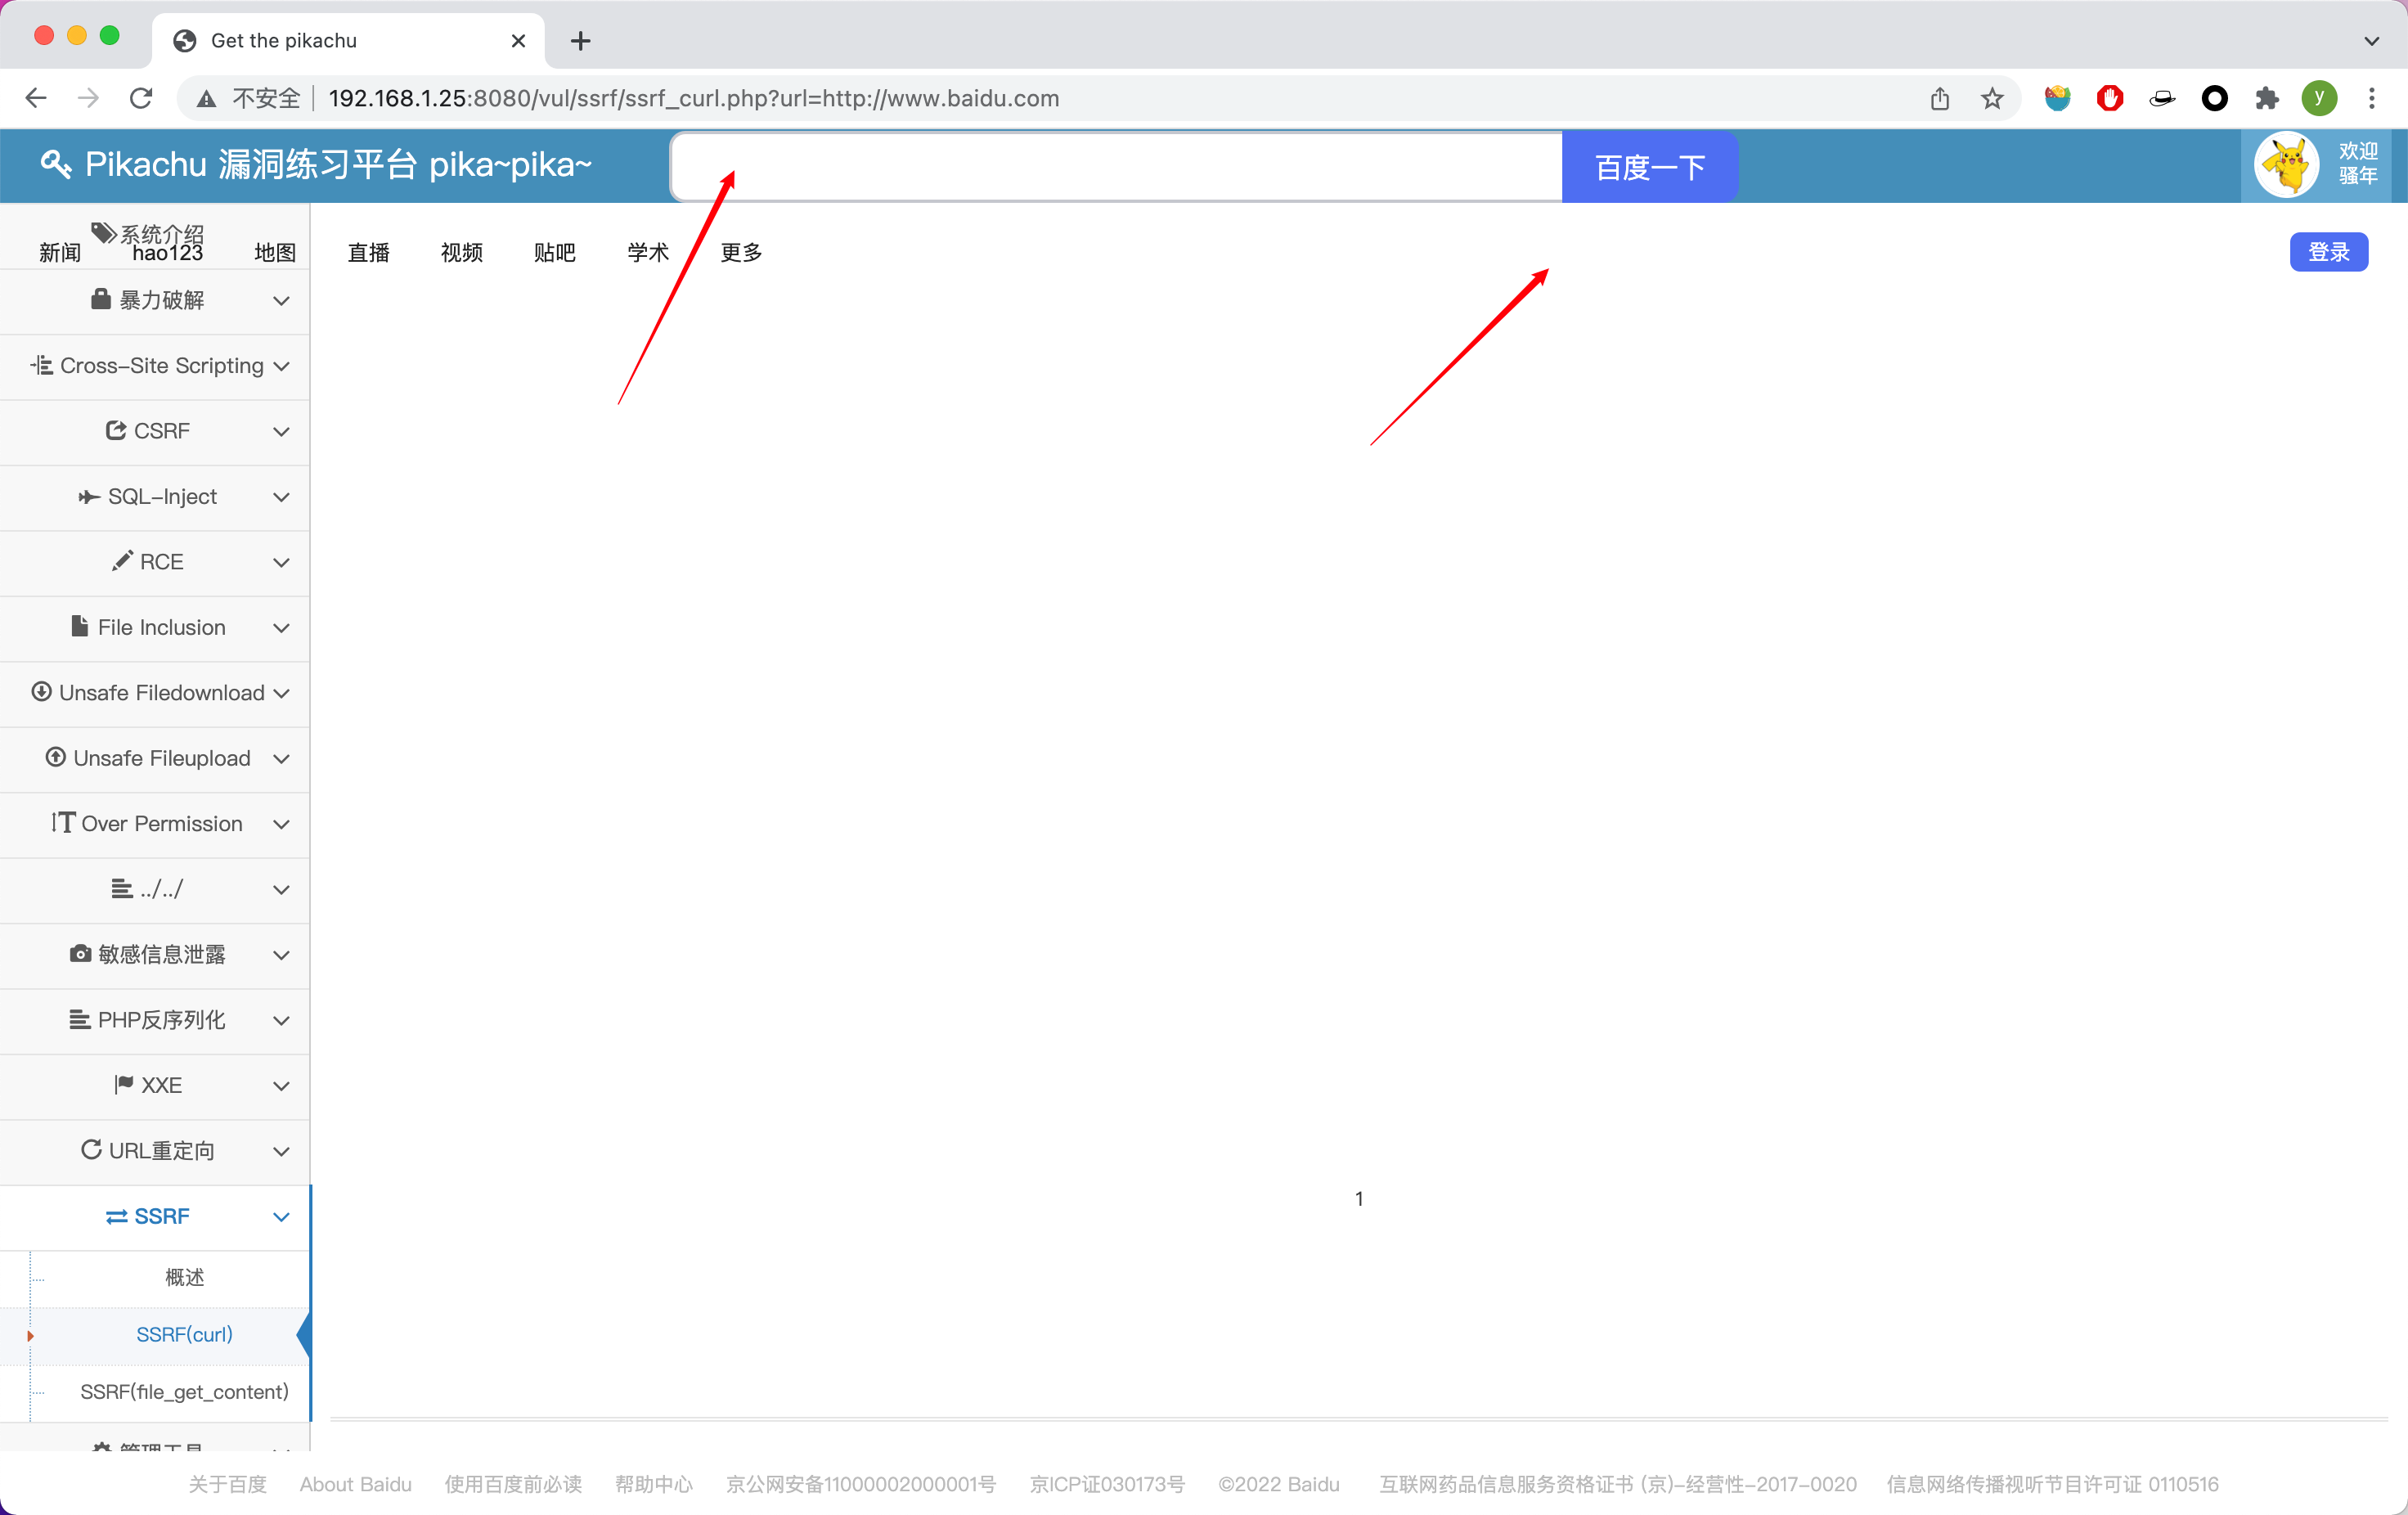 Get the pikachu
不安全 192.168.1.25:8080/vul/ssrf/ssrf_curl.php?url=http://www.baidu.com
y
Pikachu 漏洞练习平台 pika~pika~
百度一下
欢迎
骚年
系统介绍
新闻 hao123 地图 直播 视频 贴吧 学术 更多
登录
暴力破解
Cross-Site Scripting
CSRF
SQL-Inject
RCE
File Inclusion
Unsafe Filedownload
Unsafe Fileupload
Over Permission
../../
敏感信息泄露
PHP反序列化
XXE
URL重定向
SSRF
1
概述
SSRF(curl)
SSRF(file_get_content)
管理工具
关于百度 About Baidu 使用百度前必读 帮助中心 京公网安备11000002000001号 京ICP证030173号 ©2022 Baidu 互联网药品信息服务资格证书 (京)-经营性-2017-0020 信息网络传播视听节目许可证 0110516